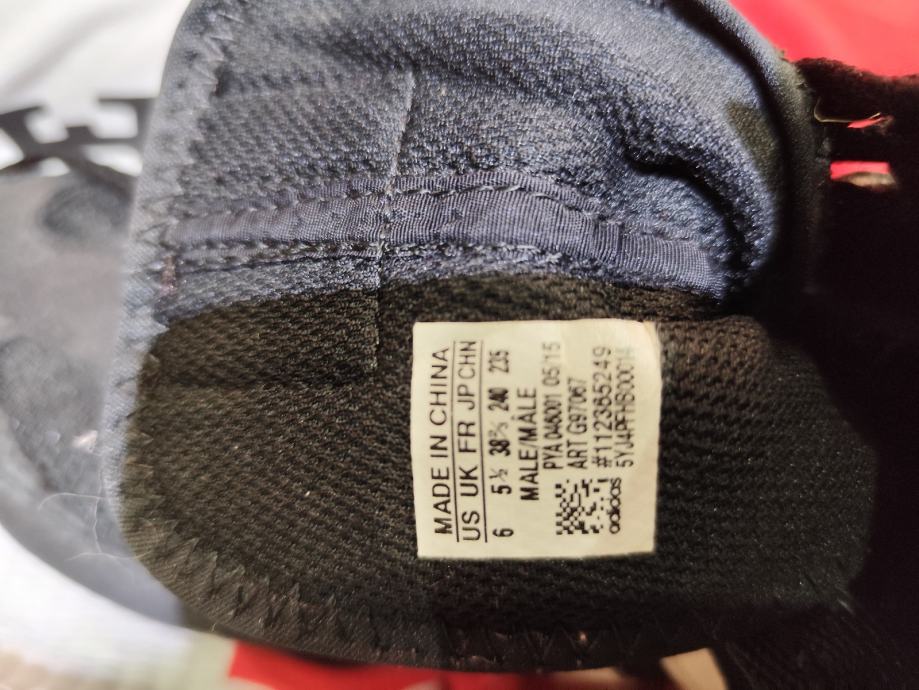 MADE IN CHINA
US UK FR JP CHN
6 5½ 38⅔ 240 235
MALE/MALE
PYA 046001 05/15
ART G97067
#112365249
adidas